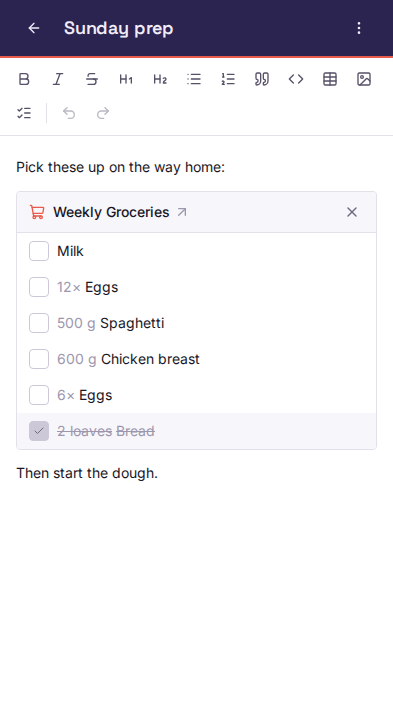 Sunday prep
B I S H1 H2
Pick these up on the way home:
Weekly Groceries
Milk
12× Eggs
500 g Spaghetti
600 g Chicken breast
6× Eggs
2 loaves Bread
Then start the dough.